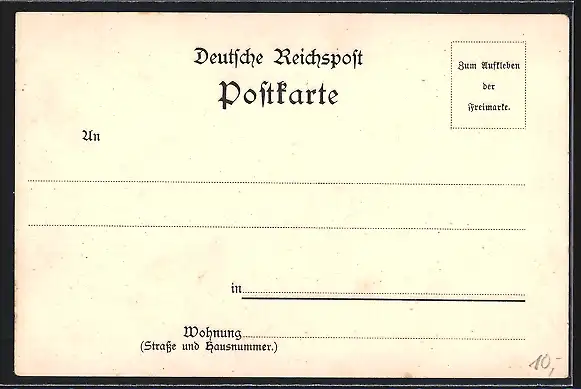 Deutsche Reichspost
Postkarte
Zum Aufkleben
der
Freimarke.
An
in
Wohnung
(Straße und Hausnummer.)
10,-